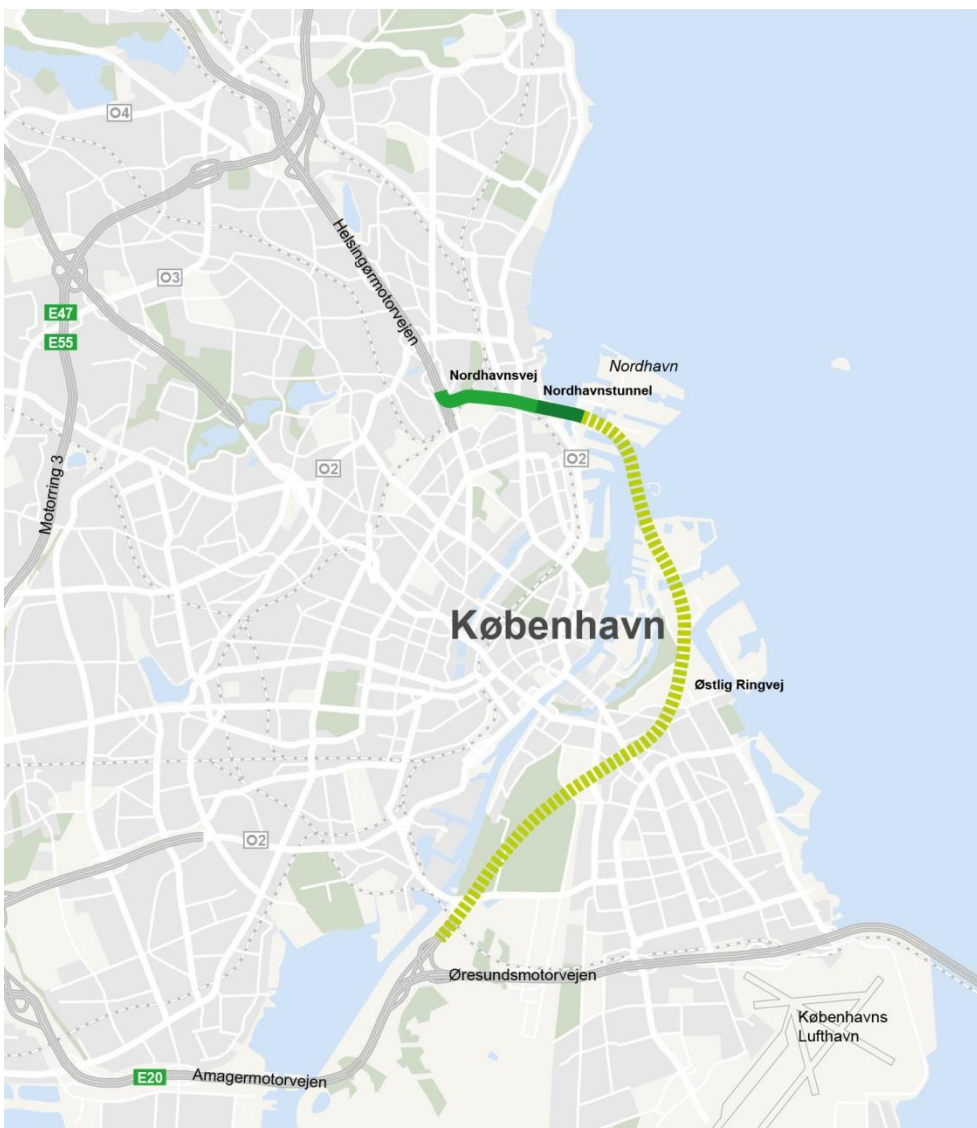 O4
Helsingørmotorvejen
O3
E47
E55
Nordhavn
Nordhavnsvej
Nordhavnstunnel
O2
O2
Motorring 3
København
Østlig Ringvej
O2
Øresundsmotorvejen
Københavns
Lufthavn
E20
Amagermotorvejen